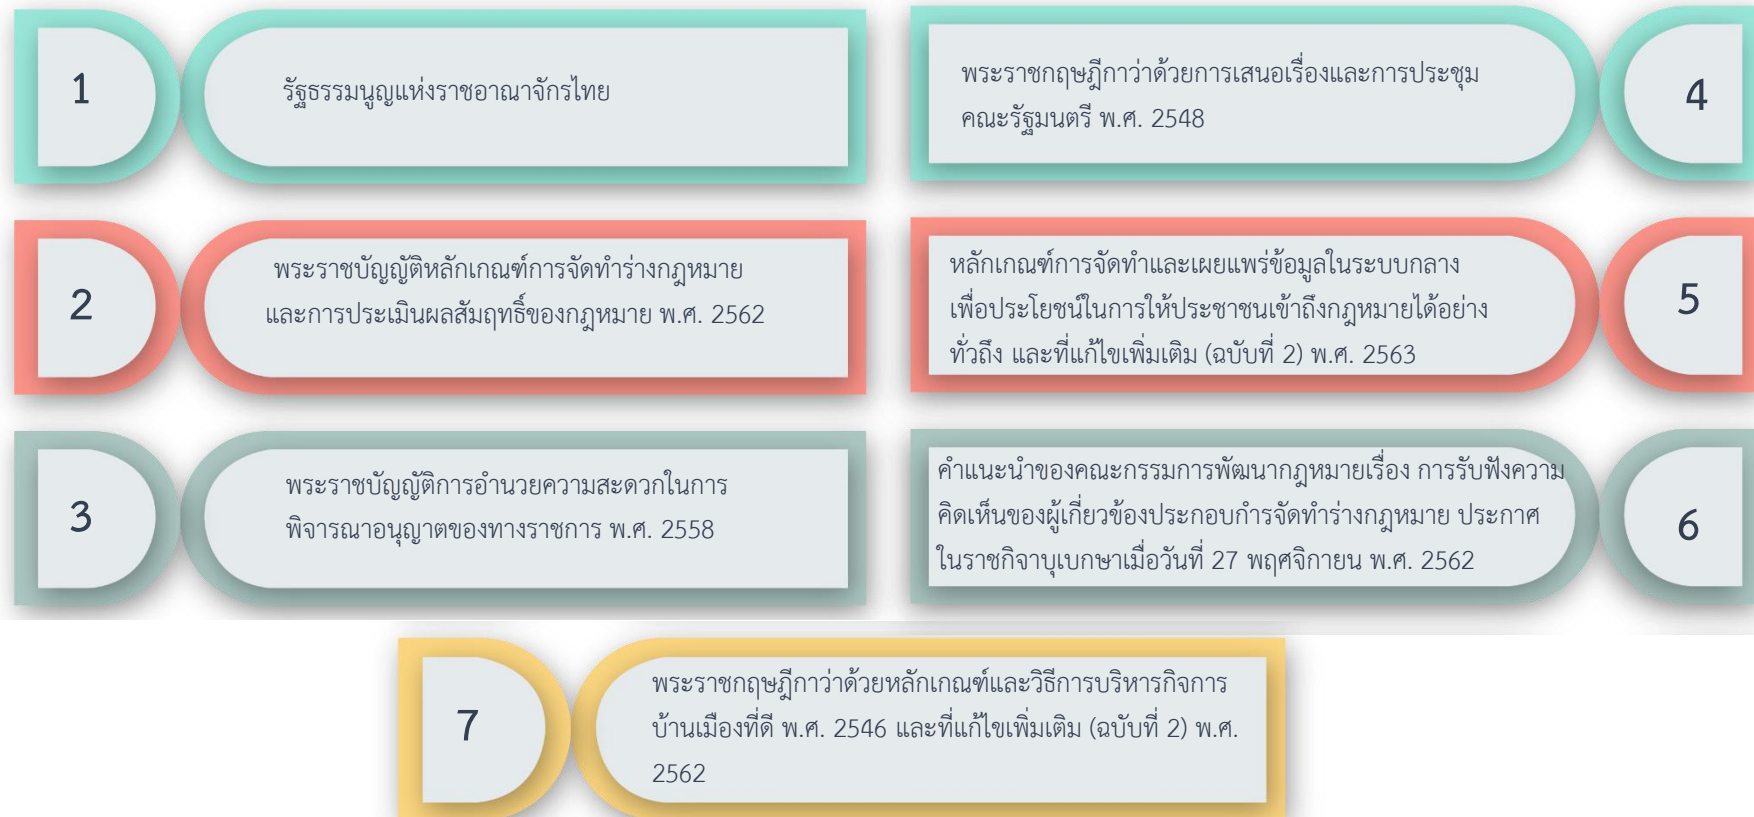 1
รัฐธรรมนูญแห่งราชอาณาจักรไทย
2
พระราชบัญญัติหลักเกณฑ์การจัดทำร่างกฎหมาย
และการประเมินผลสัมฤทธิ์ของกฎหมาย พ.ศ. 2562
3
พระราชบัญญัติการอำนวยความสะดวกในการ
พิจารณาอนุญาตของทางราชการ พ.ศ. 2558
พระราชกฤษฎีกาว่าด้วยการเสนอเรื่องและการประชุม
คณะรัฐมนตรี พ.ศ. 2548
4
หลักเกณฑ์การจัดทำและเผยแพร่ข้อมูลในระบบกลาง
เพื่อประโยชน์ในการให้ประชาชนเข้าถึงกฎหมายได้อย่าง
ทั่วถึง และที่แก้ไขเพิ่มเติม (ฉบับที่ 2) พ.ศ. 2563
5
คำแนะนำของคณะกรรมการพัฒนากฎหมายเรื่อง การรับฟังความ
คิดเห็นของผู้เกี่ยวข้องประกอบกำรจัดทำร่างกฎหมาย ประกาศ
ในราชกิจาบุเบกษาเมื่อวันที่ 27 พฤศจิกายน พ.ศ. 2562
6
7
พระราชกฤษฎีกาว่าด้วยหลักเกณฑ์และวิธีการบริหารกิจการ
บ้านเมืองที่ดี พ.ศ. 2546 และที่แก้ไขเพิ่มเติม (ฉบับที่ 2) พ.ศ.
2562